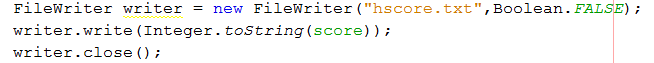 FileWriter writer = new FileWriter("hscore.txt",Boolean.FALSE);
writer.write(Integer.toString(score));
writer.close();